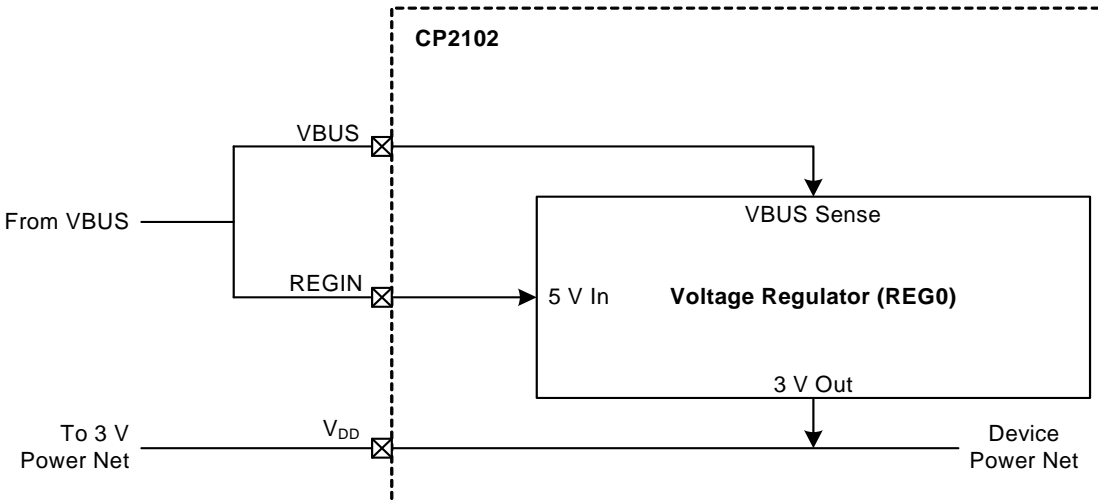 CP2102
VBUS
From VBUS
VBUS Sense
REGIN
5 V In
Voltage Regulator (REG0)
3 V Out
To 3 V
Power Net
VDD
Device
Power Net